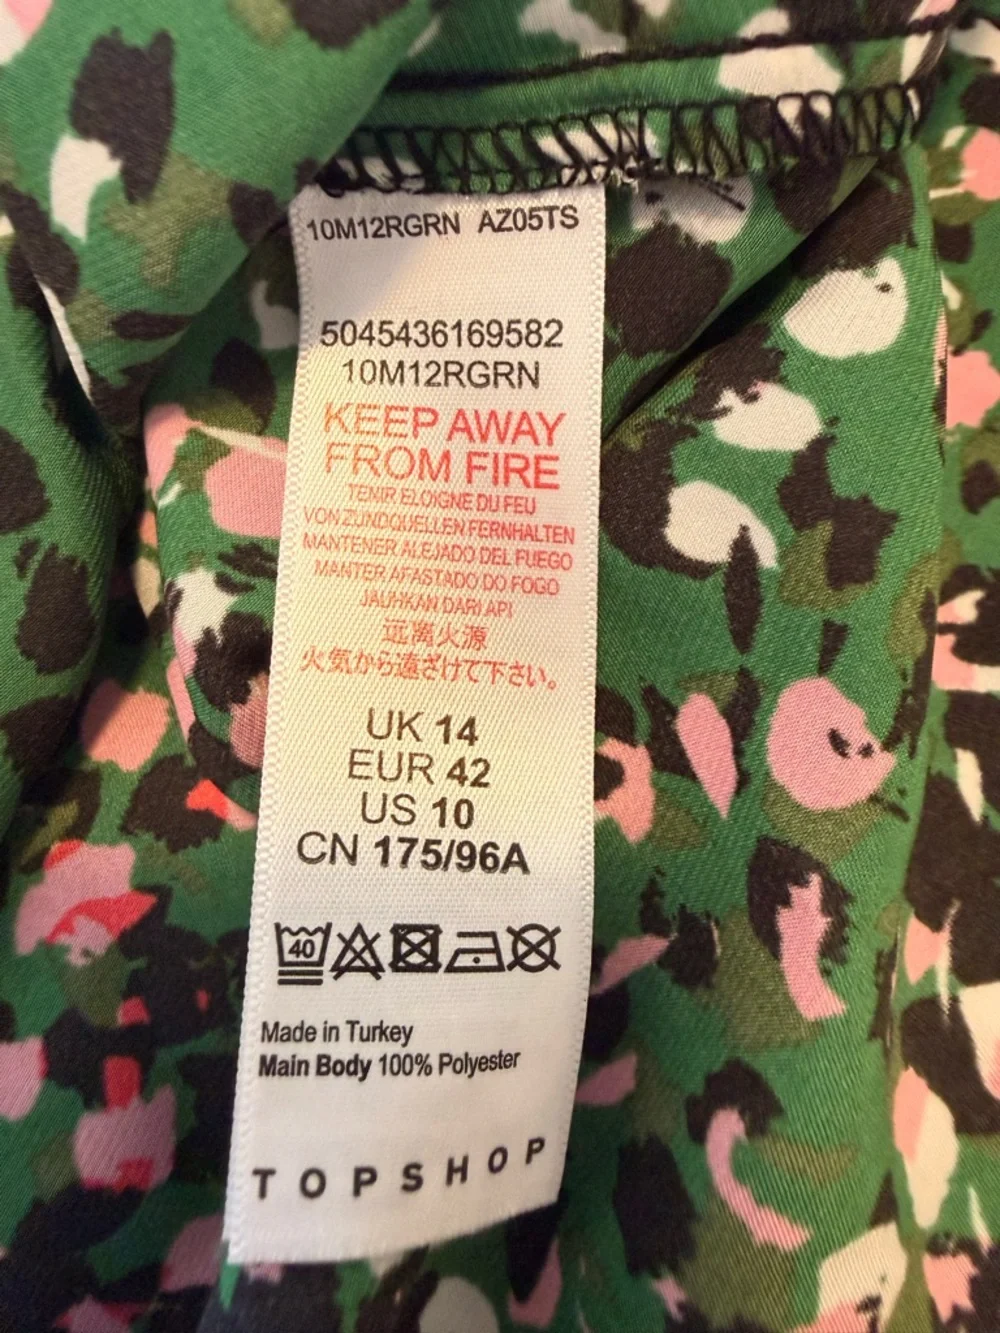 10M12RGRN AZ05TS
5045436169582
10M12RGRN
KEEP AWAY
FROM FIRE
TENIR ELOIGNE DU FEU
VON ZUNDQUELLEN FERNHALTEN
MANTENER ALEJADO DEL FUEGO
MANTER AFASTADO DO FOGO
JAUHKAN DARI API
远离火源
火気から遠ざけて下さい。
UK 14
EUR 42
US 10
CN 175/96A
40
Made in Turkey
Main Body 100% Polyester
TOPSHOP